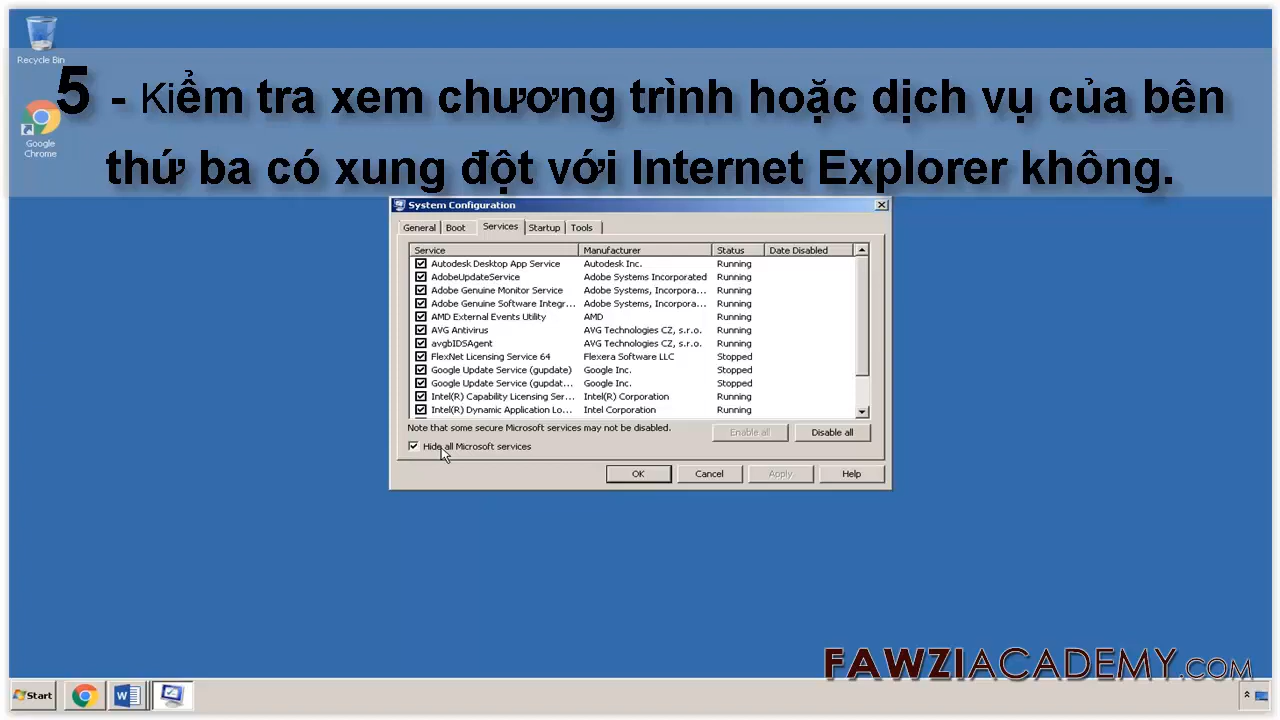 Recycle Bin
5 - Kiểm tra xem chương trình hoặc dịch vụ của bên
thứ ba có xung đột với Internet Explorer không.
Google
Chrome
System Configuration
General Boot Services Startup Tools
Service Manufacturer Status Date Disabled
Autodesk Desktop App Service Autodesk Inc. Running
AdobeUpdateService Adobe Systems Incorporated Running
Adobe Genuine Monitor Service Adobe Systems, Incorpora... Running
Adobe Genuine Software Integr... Adobe Systems, Incorpora... Running
AMD External Events Utility AMD Running
AVG Antivirus AVG Technologies CZ, s.r.o. Running
avgbIDSAgent AVG Technologies CZ, s.r.o. Running
FlexNet Licensing Service 64 Flexera Software LLC Stopped
Google Update Service (gupdate) Google Inc. Stopped
Google Update Service (gupdat... Google Inc. Stopped
Intel(R) Capability Licensing Ser... Intel(R) Corporation Running
Intel(R) Dynamic Application Lo... Intel Corporation Running
Note that some secure Microsoft services may not be disabled.
Enable all Disable all
Hide all Microsoft services
OK Cancel Apply Help
FAWZIACADEMY.COM
Start